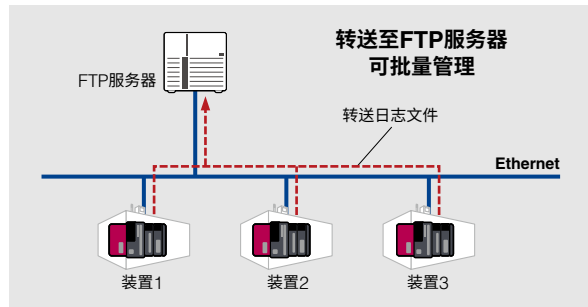 转送至FTP服务器
可批量管理
FTP服务器
转送日志文件
Ethernet
装置1
装置2
装置3